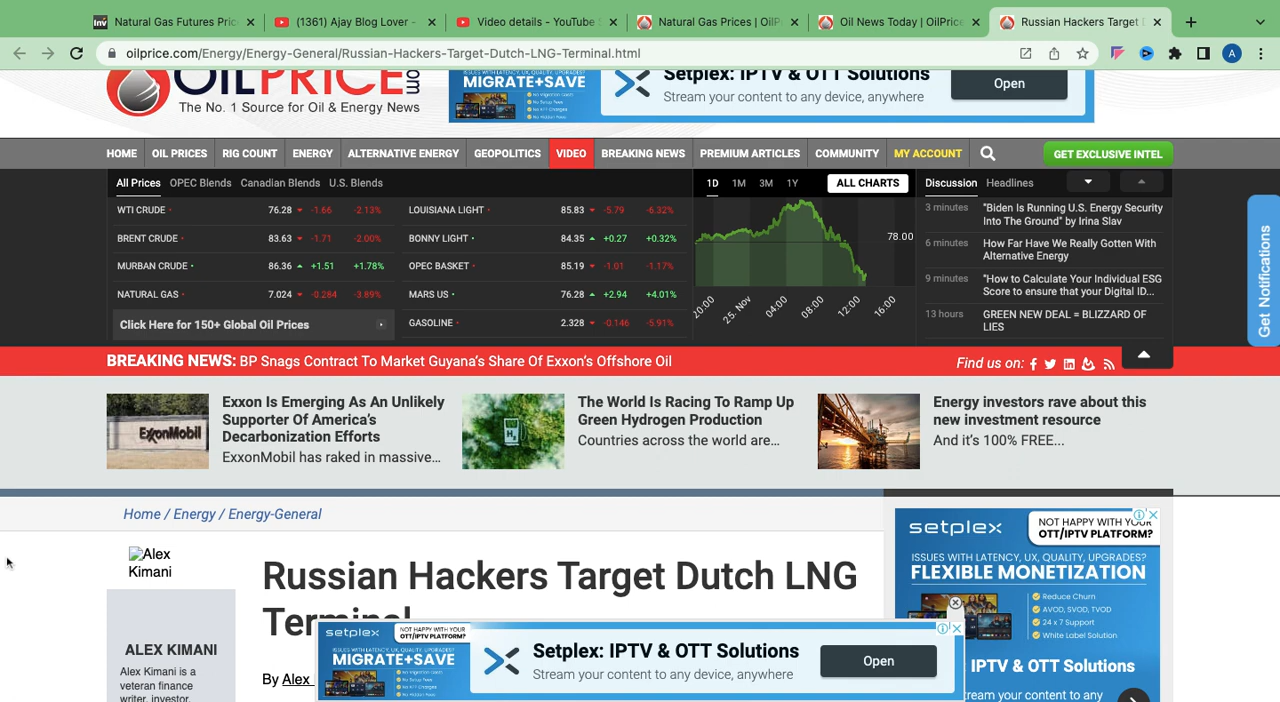 Natural Gas Futures Pric
(1361) Ajay Blog Lover -
Video details - YouTube S
Natural Gas Prices | OilP
Oil News Today | OilPrice
Russian Hackers Target D
oilprice.com/Energy/Energy-General/Russian-Hackers-Target-Dutch-LNG-Terminal.html
A
OILPRICE.com
The No. 1 Source for Oil & Energy News
ISSUES WITH LATENCY, UX, QUALITY, UPGRADES?
MIGRATE+SAVE
Setplex: IPTV & OTT Solutions
Stream your content to any device, anywhere
Open
HOME
OIL PRICES
RIG COUNT
ENERGY
ALTERNATIVE ENERGY
GEOPOLITICS
VIDEO
BREAKING NEWS
PREMIUM ARTICLES
COMMUNITY
MY ACCOUNT
GET EXCLUSIVE INTEL
All Prices OPEC Blends Canadian Blends U.S. Blends
WTI CRUDE 76.28 -1.66 -2.13%
BRENT CRUDE 83.63 -1.71 -2.00%
MURBAN CRUDE 86.36 +1.51 +1.78%
NATURAL GAS 7.024 -0.284 -3.89%
Click Here for 150+ Global Oil Prices
LOUISIANA LIGHT 85.83 -5.79 -6.32%
BONNY LIGHT 84.35 +0.27 +0.32%
OPEC BASKET 85.19 -1.01 -1.17%
MARS US 76.28 +2.94 +4.01%
GASOLINE 2.328 -0.146 -5.91%
1D 1M 3M 1Y ALL CHARTS
78.00
20:00 25. Nov 04:00 08:00 12:00 16:00
Discussion Headlines
3 minutes "Biden Is Running U.S. Energy Security
Into The Ground" by Irina Slav
6 minutes How Far Have We Really Gotten With
Alternative Energy
9 minutes "How to Calculate Your Individual ESG
Score to ensure that your Digital ID...
13 hours GREEN NEW DEAL = BLIZZARD OF
LIES
Get Notifications
BREAKING NEWS: BP Snags Contract To Market Guyana's Share Of Exxon's Offshore Oil
Find us on:
ExxonMobil
Exxon Is Emerging As An Unlikely
Supporter Of America's
Decarbonization Efforts
ExxonMobil has raked in massive…
H2
The World Is Racing To Ramp Up
Green Hydrogen Production
Countries across the world are…
Energy investors rave about this
new investment resource
And it's 100% FREE…
Home / Energy / Energy-General
Alex
Kimani
ALEX KIMANI
Alex Kimani is a
veteran finance
writer, investor,
Russian Hackers Target Dutch LNG
Terminal
By Alex
setplex
NOT HAPPY WITH YOUR
OTT/IPTV PLATFORM?
ISSUES WITH LATENCY, UX, QUALITY, UPGRADES?
FLEXIBLE MONETIZATION
Reduce Churn
AVOD, SVOD, TVOD
24 x 7 Support
White Label Solution
IPTV & OTT Solutions
ream your content to any
setplex
NOT HAPPY WITH YOUR
OTT/IPTV PLATFORM?
ISSUES WITH LATENCY, UX, QUALITY, UPGRADES?
MIGRATE+SAVE
Setplex: IPTV & OTT Solutions
Stream your content to any device, anywhere
Open